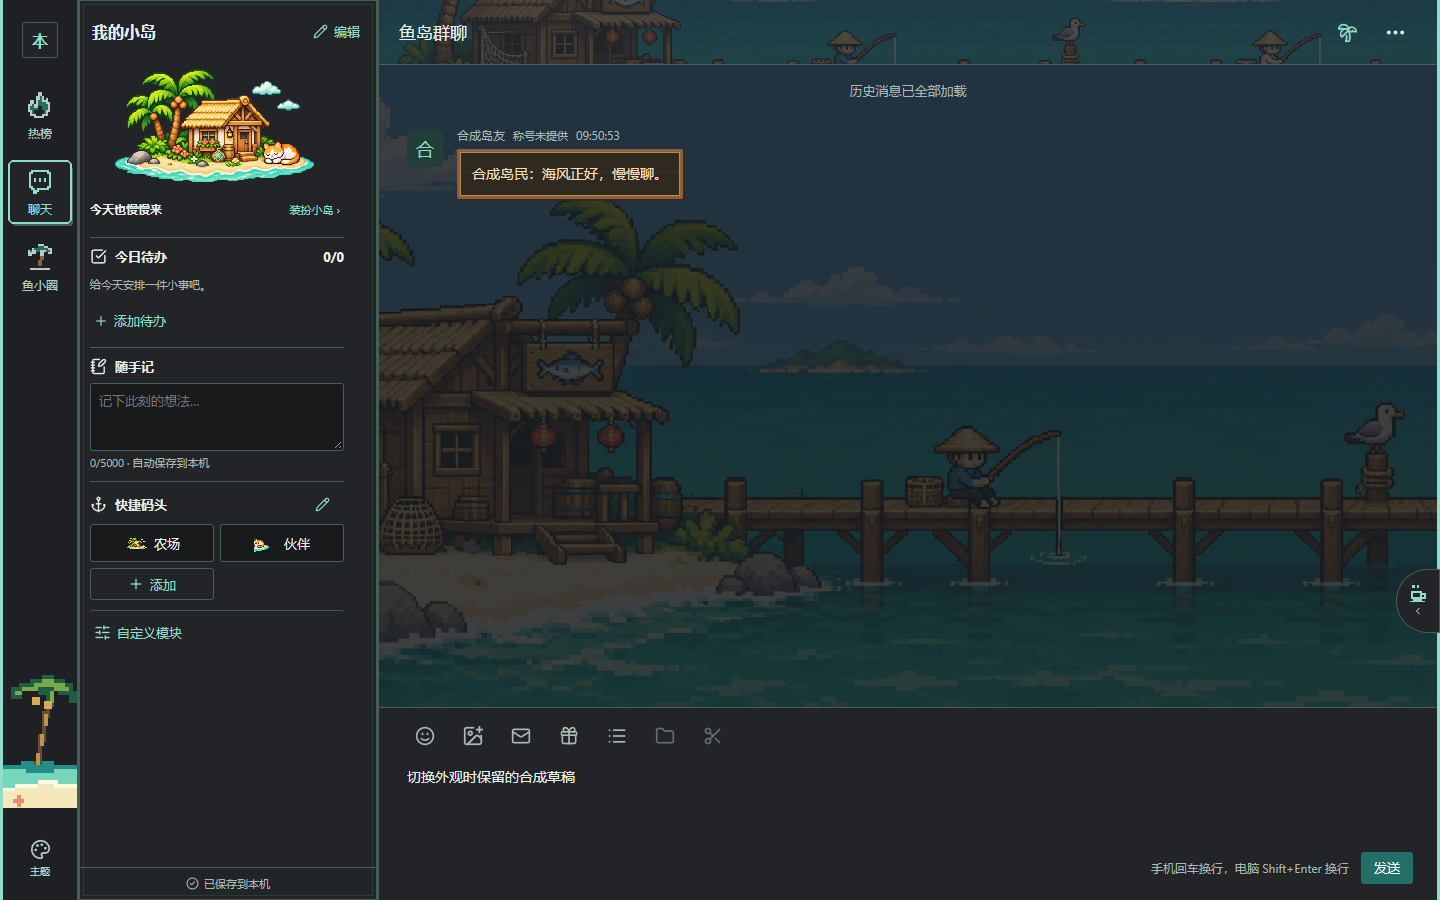 本
热榜
聊天
鱼小圈
主题
我的小岛
编辑
今天也慢慢来
装扮小岛 ›
今日待办
0/0
给今天安排一件小事吧。
+ 添加待办
随手记
记下此刻的想法...
0/5000 · 自动保存到本机
快捷码头
农场
伙伴
+ 添加
自定义模块
已保存到本机
鱼岛群聊
历史消息已全部加载
合
合成岛友 称号未提供 09:50:53
合成岛民：海风正好，慢慢聊。
切换外观时保留的合成草稿
手机回车换行，电脑 Shift+Enter 换行
发送